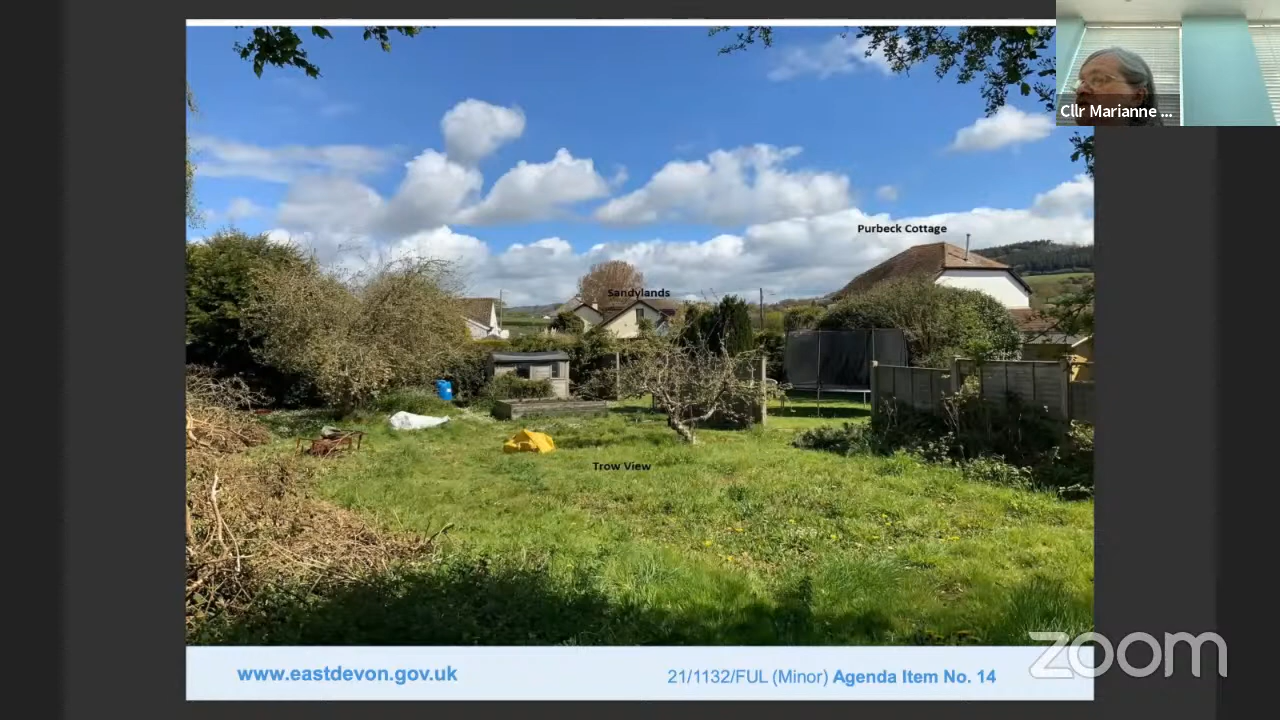 Cllr Marianne ...
Purbeck Cottage
Sandylands
Trow View
www.eastdevon.gov.uk
21/1132/FUL (Minor) Agenda Item No. 14
zoom